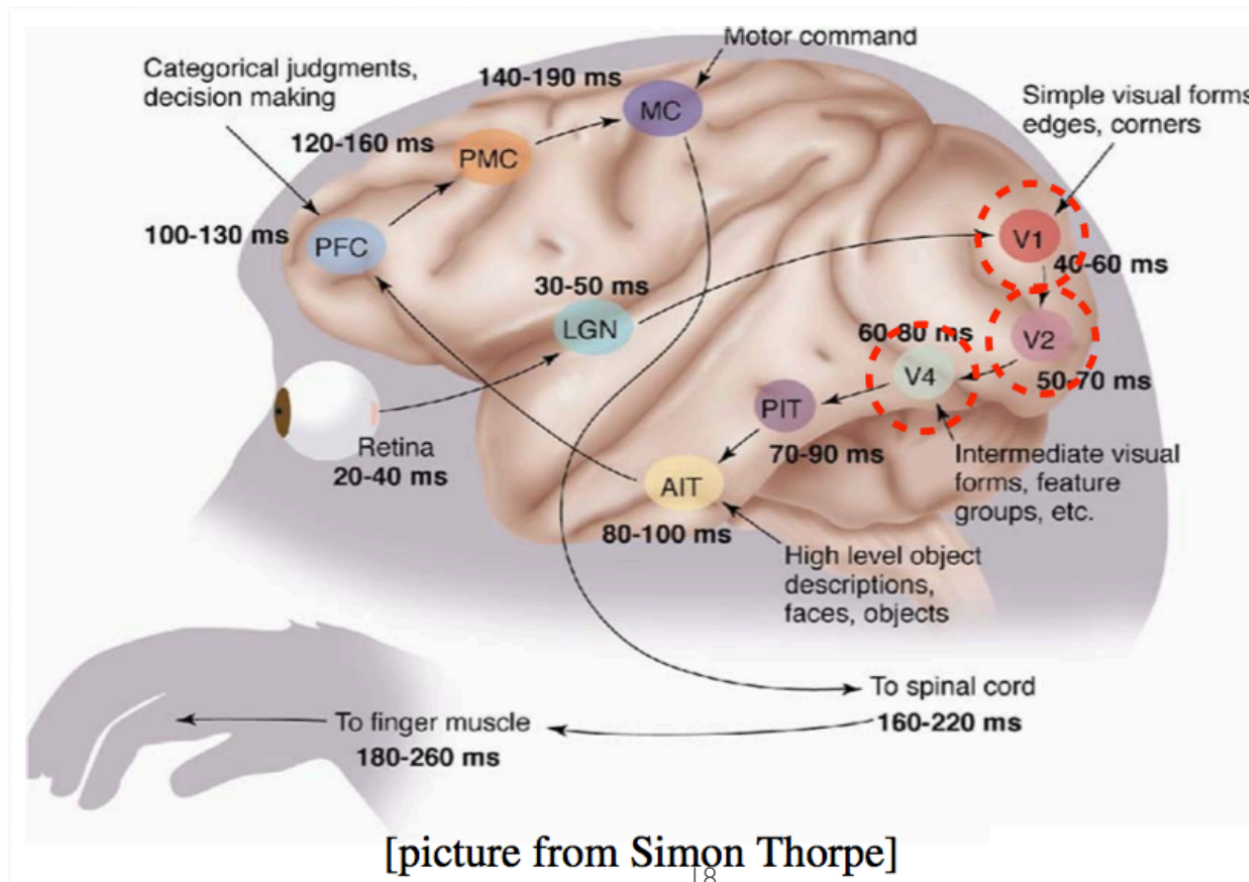 Motor command
Categorical judgments,
decision making
140-190 ms
MC
Simple visual forms
edges, corners
120-160 ms
PMC
V1
40-60 ms
100-130 ms
PFC
30-50 ms
LGN
60-80 ms
V2
V4
50-70 ms
PIT
Retina
20-40 ms
70-90 ms
AIT
Intermediate visual
forms, feature
groups, etc.
80-100 ms
High level object
descriptions,
faces, objects
To spinal cord
160-220 ms
To finger muscle
180-260 ms
[picture from Simon Thorpe]
18